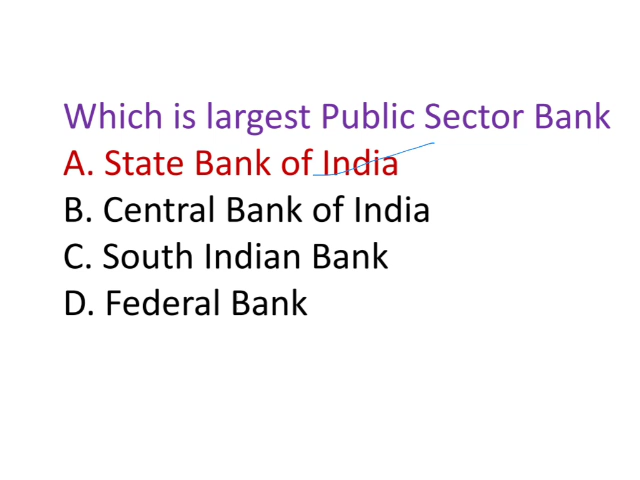 Which is largest Public Sector Bank
A. State Bank of India
B. Central Bank of India
C. South Indian Bank
D. Federal Bank